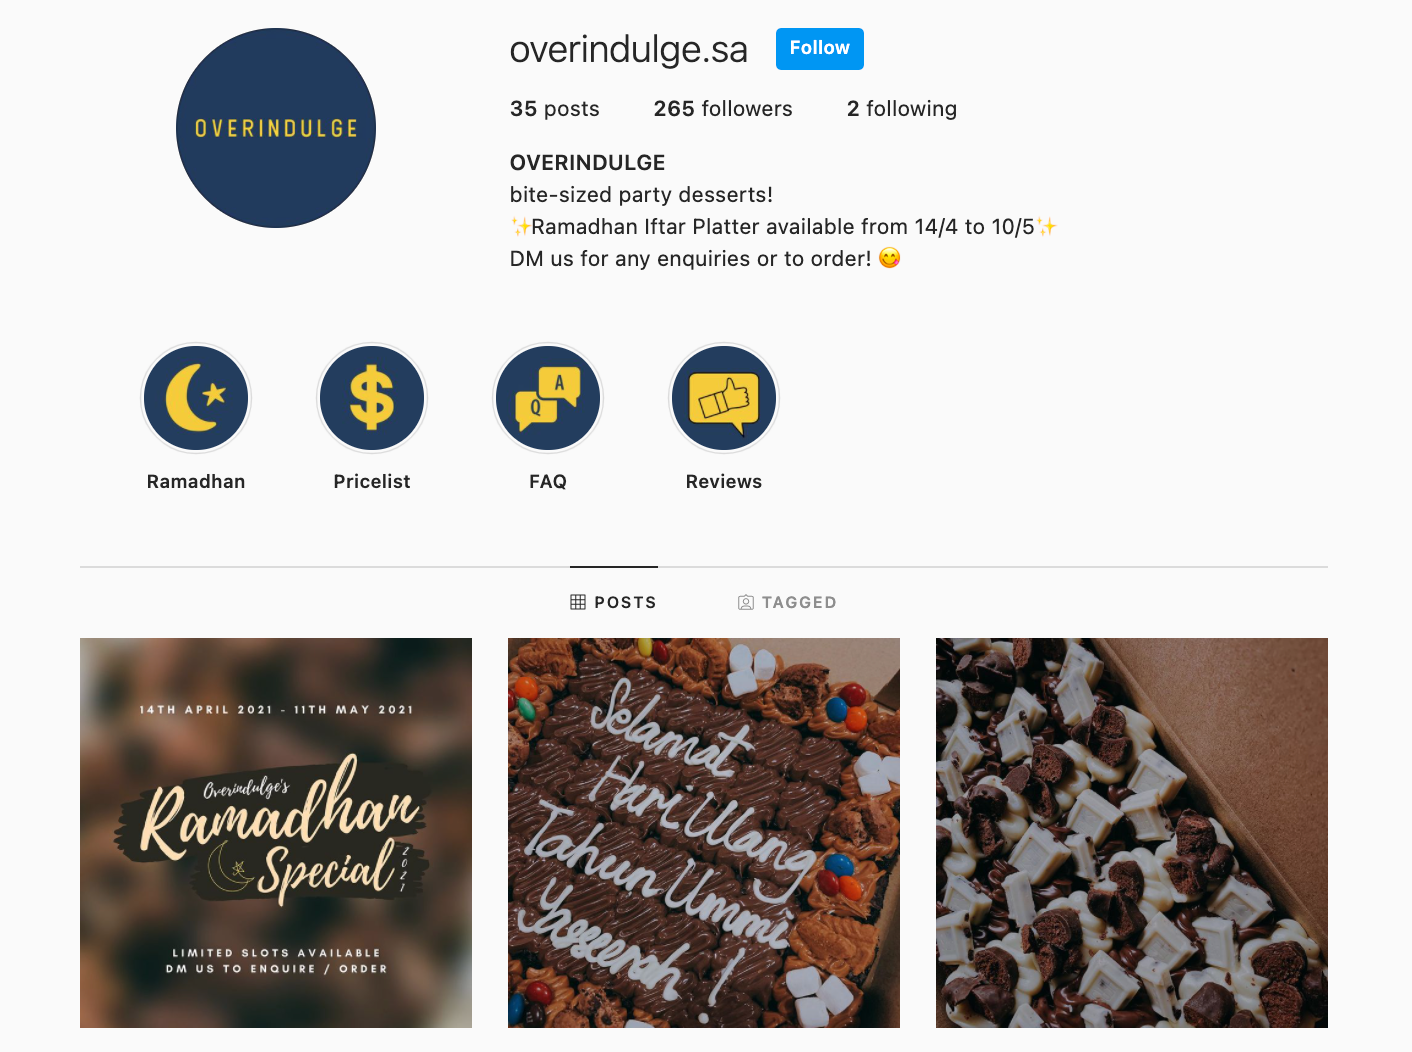 OVERINDULGE
overindulge.sa
Follow
35 posts 265 followers 2 following
OVERINDULGE
bite-sized party desserts!
✨Ramadhan Iftar Platter available from 14/4 to 10/5✨
DM us for any enquiries or to order! 😋
A
Q
Ramadhan Pricelist FAQ Reviews
POSTS TAGGED
14TH APRIL 2021 - 11TH MAY 2021
Overindulge's
Ramadhan
Special
2021
LIMITED SLOTS AVAILABLE
DM US TO ENQUIRE / ORDER
Selamat
Hari Ulang
Tahun Ummi
Yaseerah!